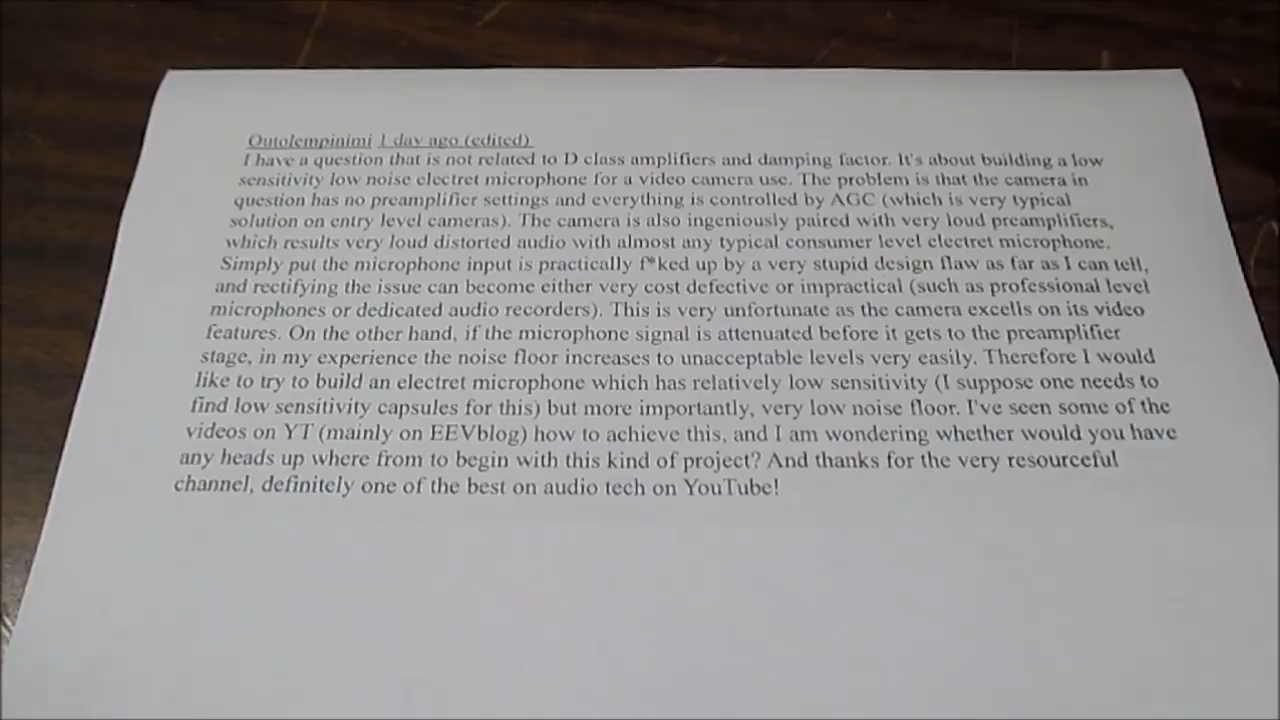 Outolempinimi 1 day ago (edited)
I have a question that is not related to D class amplifiers and damping factor. It's about building a low
sensitivity low noise electret microphone for a video camera use. The problem is that the camera in
question has no preamplifier settings and everything is controlled by AGC (which is very typical
solution on entry level cameras). The camera is also ingeniously paired with very loud preamplifiers,
which results very loud distorted audio with almost any typical consumer level electret microphone.
Simply put the microphone input is practically f*ked up by a very stupid design flaw as far as I can tell,
and rectifying the issue can become either very cost defective or impractical (such as professional level
microphones or dedicated audio recorders). This is very unfortunate as the camera excells on its video
features. On the other hand, if the microphone signal is attenuated before it gets to the preamplifier
stage, in my experience the noise floor increases to unacceptable levels very easily. Therefore I would
like to try to build an electret microphone which has relatively low sensitivity (I suppose one needs to
find low sensitivity capsules for this) but more importantly, very low noise floor. I've seen some of the
videos on YT (mainly on EEVblog) how to achieve this, and I am wondering whether would you have
any heads up where from to begin with this kind of project? And thanks for the very resourceful
channel, definitely one of the best on audio tech on YouTube!